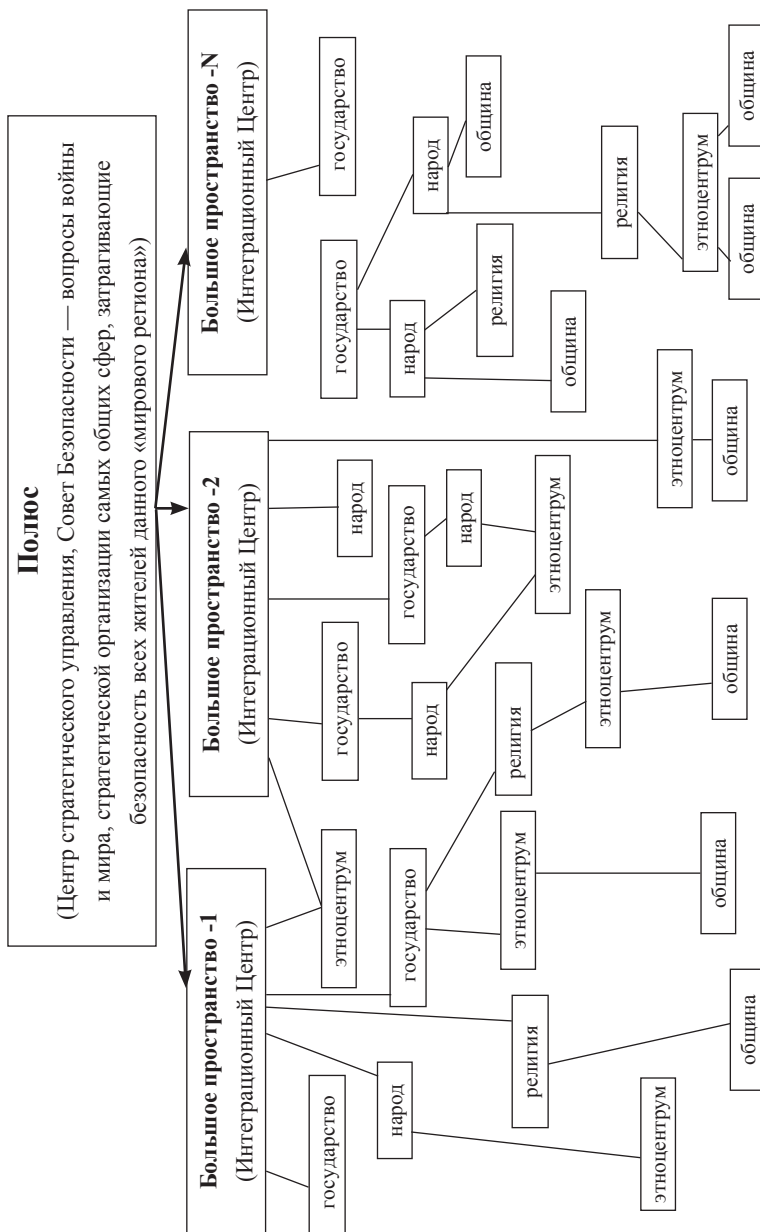 Полюс
(Центр стратегического управления, Совет Безопасности — вопросы войны
и мира, стратегической организации самых общих сфер, затрагивающие
безопасность всех жителей данного «мирового региона»)
Большое пространство -1
(Интеграционный Центр)
Большое пространство -2
(Интеграционный Центр)
Большое пространство -N
(Интеграционный Центр)
государство
этноцентрум
государство
народ
государство
государство
народ
государство
народ
государство
народ
народ
народ
община
религия
этноцентрум
религия
этноцентрум
община
религия
этноцентрум
религия
этноцентрум
этноцентрум
этноцентрум
община
община
община
община
община
община